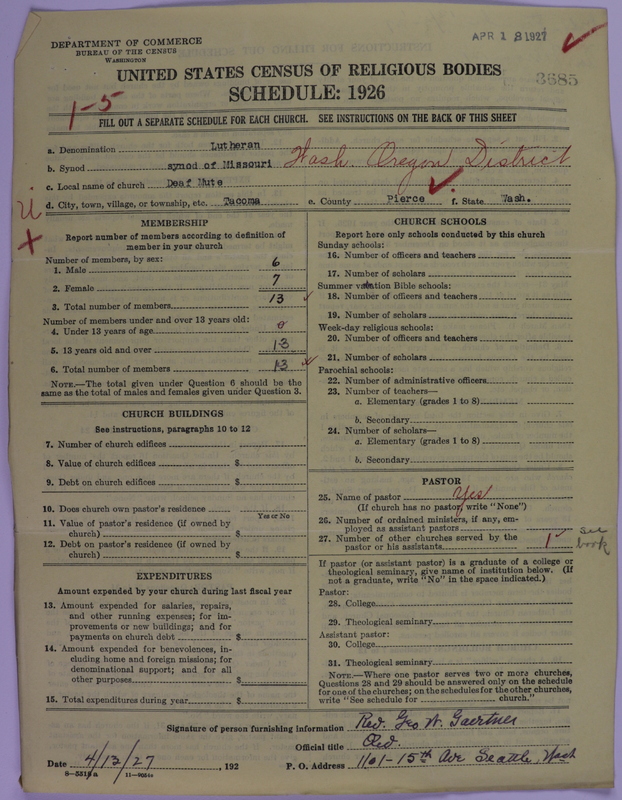 DEPARTMENT OF COMMERCE
BUREAU OF THE CENSUS
WASHINGTON
APR 18 1927
UNITED STATES CENSUS OF RELIGIOUS BODIES
3685
SCHEDULE: 1926
1-5
FILL OUT A SEPARATE SCHEDULE FOR EACH CHURCH. SEE INSTRUCTIONS ON THE BACK OF THIS SHEET
a. Denomination Lutheran
b. Synod synod of Missouri Wash. Oregon District
c. Local name of church Deaf Mute
d. City, town, village, or township, etc. Tacoma e. County Pierce f. State Wash.
MEMBERSHIP
Report number of members according to definition of
member in your church
Number of members, by sex:
1. Male 6
2. Female 7
3. Total number of members 13
Number of members under and over 13 years old:
4. Under 13 years of age 0
5. 13 years old and over 13
6. Total number of members 13
NOTE.—The total given under Question 6 should be the
same as the total of males and females given under Question 3.
CHURCH BUILDINGS
See instructions, paragraphs 10 to 12
7. Number of church edifices
8. Value of church edifices $
9. Debt on church edifices $
10. Does church own pastor's residence
Yes or No
11. Value of pastor's residence (if owned by
church) $
12. Debt on pastor's residence (if owned by
church) $
EXPENDITURES
Amount expended by your church during last fiscal year
13. Amount expended for salaries, repairs,
and other running expenses; for im-
provements or new buildings; and for
payments on church debt $
14. Amount expended for benevolences, in-
cluding home and foreign missions; for
denominational support; and for all
other purposes $
15. Total expenditures during year $
CHURCH SCHOOLS
Report here only schools conducted by this church
Sunday schools:
16. Number of officers and teachers
17. Number of scholars
Summer vacation Bible schools:
18. Number of officers and teachers
19. Number of scholars
Week-day religious schools:
20. Number of officers and teachers
21. Number of scholars
Parochial schools:
22. Number of administrative officers
23. Number of teachers—
a. Elementary (grades 1 to 8)
b. Secondary
24. Number of scholars—
a. Elementary (grades 1 to 8)
b. Secondary
PASTOR
25. Name of pastor Yes
(If church has no pastor, write "None")
26. Number of ordained ministers, if any, em-
ployed as assistant pastors
27. Number of other churches served by the
pastor or his assistants 1 see book
If pastor (or assistant pastor) is a graduate of a college or
theological seminary, give name of institution below. (If
not a graduate, write "No" in the space indicated.)
Pastor:
28. College
29. Theological seminary
Assistant pastor:
30. College
31. Theological seminary
NOTE.—Where one pastor serves two or more churches,
Questions 28 and 29 should be answered only on the schedule
for one of the churches; on the schedules for the other churches,
write "See schedule for church."
Signature of person furnishing information Rev. Geo W. Gaertner
Official title Rev.
Date 4/13/27, 192 P. O. Address 1101-15th Ave Seattle, Wash
8-5318a 11-9054a